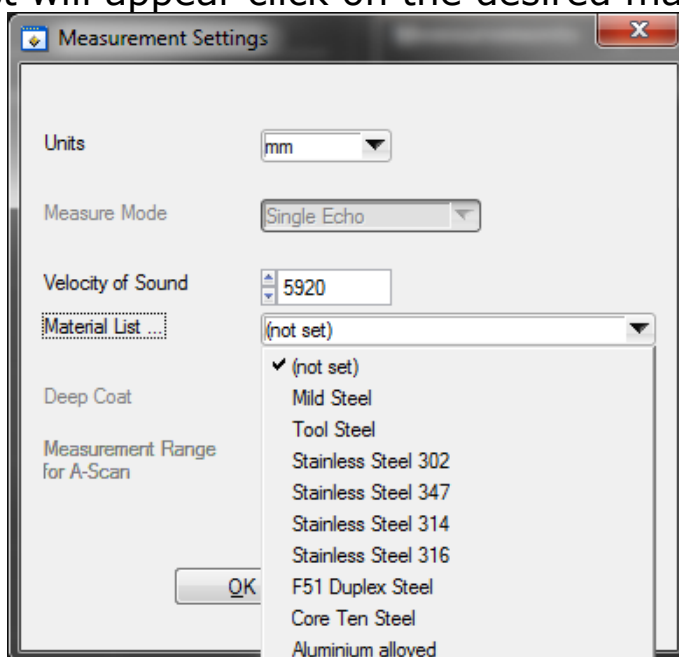 t will appear click on the desired ma
Measurement Settings
Units
mm
Measure Mode
Single Echo
Velocity of Sound
5920
Material List ...
(not set)
(not set)
Mild Steel
Deep Coat
Tool Steel
Measurement Range
for A-Scan
Stainless Steel 302
Stainless Steel 347
Stainless Steel 314
Stainless Steel 316
OK
F51 Duplex Steel
Core Ten Steel
Aluminium alloyed